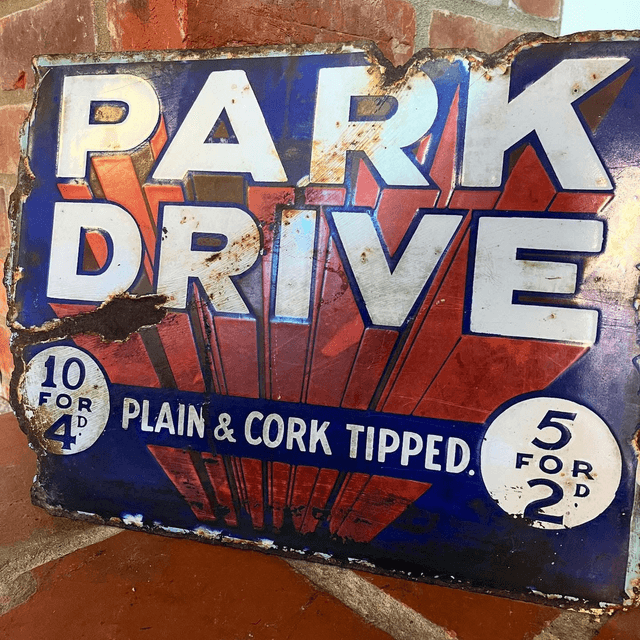 PARK
DRIVE
10
FOR
4D
PLAIN & CORK TIPPED.
5
FOR
2D